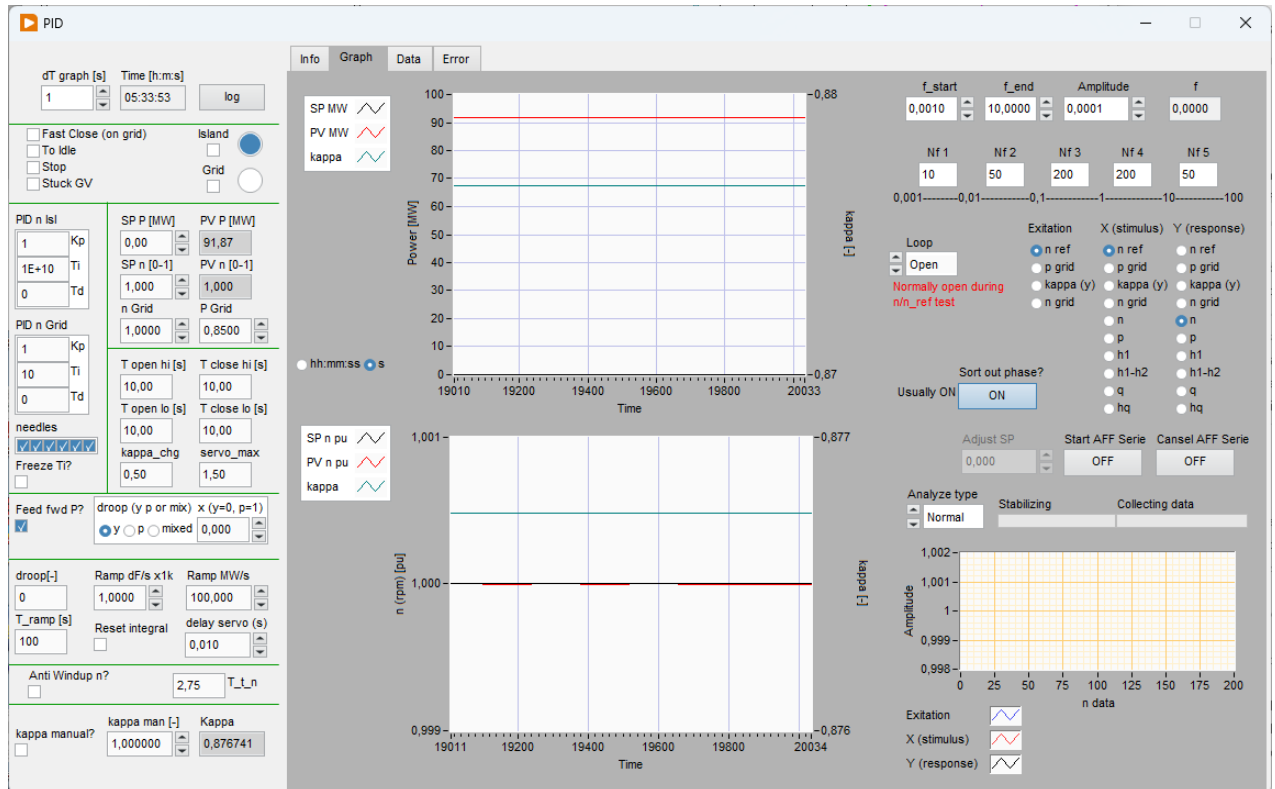 PID
Info Graph Data Error
dT graph [s] Time [h:m:s]
1 05:33:53 log
Fast Close (on grid)
To Idle
Stop
Stuck GV
Island
Grid
PID n Isl
1 Kp
1E+10 Ti
0 Td
PID n Grid
1 Kp
10 Ti
0 Td
needles
Freeze Ti?
SP P [MW] PV P [MW]
0,00 91,87
SP n [0-1] PV n [0-1]
1,000 1,000
n Grid P Grid
1,0000 0,8500
T open hi [s] T close hi [s]
10,00 10,00
T open lo [s] T close lo [s]
10,00 10,00
kappa_chg servo_max
0,50 1,50
Feed fwd P? droop (y p or mix) x (y=0, p=1)
y p mixed 0,000
droop[-] Ramp dF/s x1k Ramp MW/s
0 1,0000 100,000
T_ramp [s] Reset integral delay servo (s)
100 0,010
Anti Windup n? 2,75 T_t_n
kappa manual? kappa man [-] Kappa
1,000000 0,876741
SP MW
PV MW
kappa
hh:mm:ss s
Power [MW]
100
90
80
70
60
50
40
30
20
10
0
0,88
0,87
kappa [-]
19010 19200 19400 19600 19800 20033
Time
SP n pu
PV n pu
kappa
n (rpm) [pu]
1,001
1,000
0,999
0,877
0,876
kappa [-]
19011 19200 19400 19600 19800 20034
Time
f_start f_end Amplitude f
0,0010 10,0000 0,0001 0,0000
Nf 1 Nf 2 Nf 3 Nf 4 Nf 5
10 50 200 200 50
0,001--------0,01-----------0,1------------1------------10-----------100
Loop
Open
Normally open during
n/n_ref test
Exitation X (stimulus) Y (response)
n ref n ref n ref
p grid p grid p grid
kappa (y) kappa (y) kappa (y)
n grid n grid n grid
n n
p p
h1 h1
h1-h2 h1-h2
q q
hq hq
Sort out phase?
Usually ON ON
Adjust SP Start AFF Serie Cansel AFF Serie
0,000 OFF OFF
Analyze type Stabilizing Collecting data
Normal
Amplitude
1,002
1,001
1
0,999
0,998
0 25 50 75 100 125 150 175 200
n data
Exitation
X (stimulus)
Y (response)